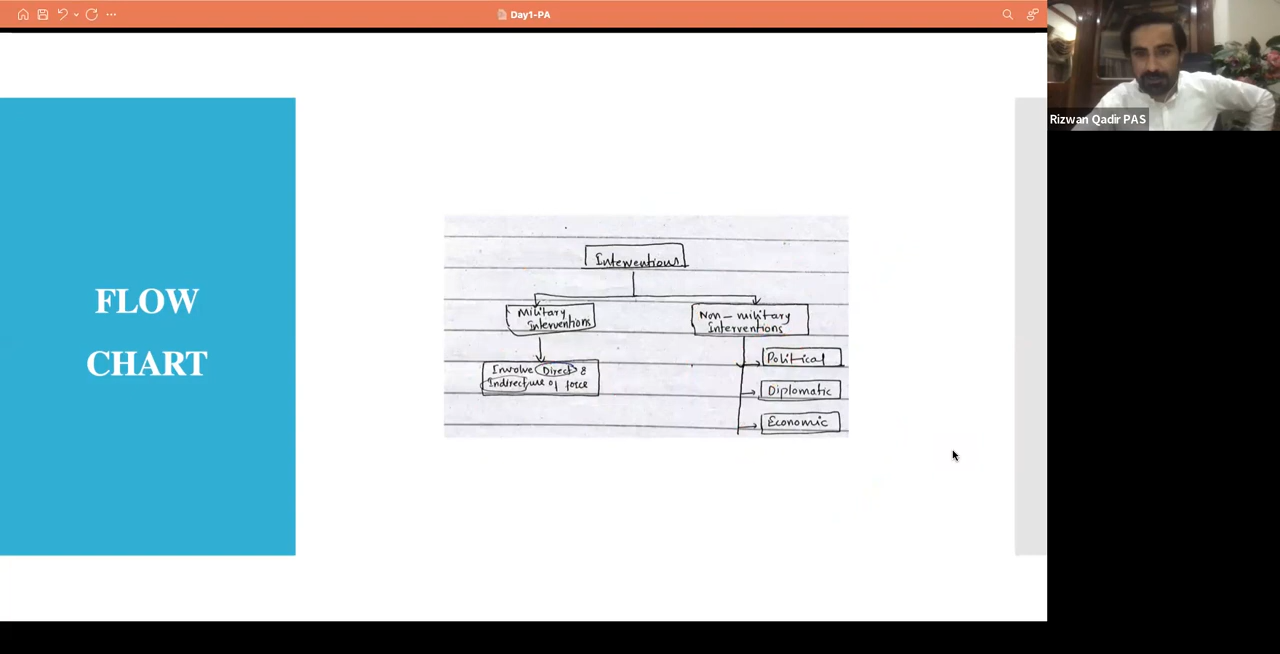 Day1-PA
Rizwan Qadir PAS
FLOW
CHART
Interventions
Military
Interventions
Non-military
Interventions
Involve Direct &
Indirect use of force
Political
Diplomatic
Economic